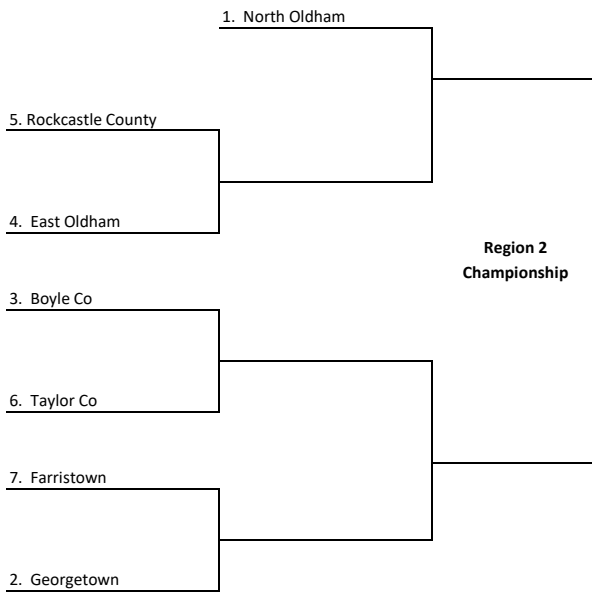 1. North Oldham
5. Rockcastle County
4. East Oldham
Region 2
Championship
3. Boyle Co
6. Taylor Co
7. Farristown
2. Georgetown